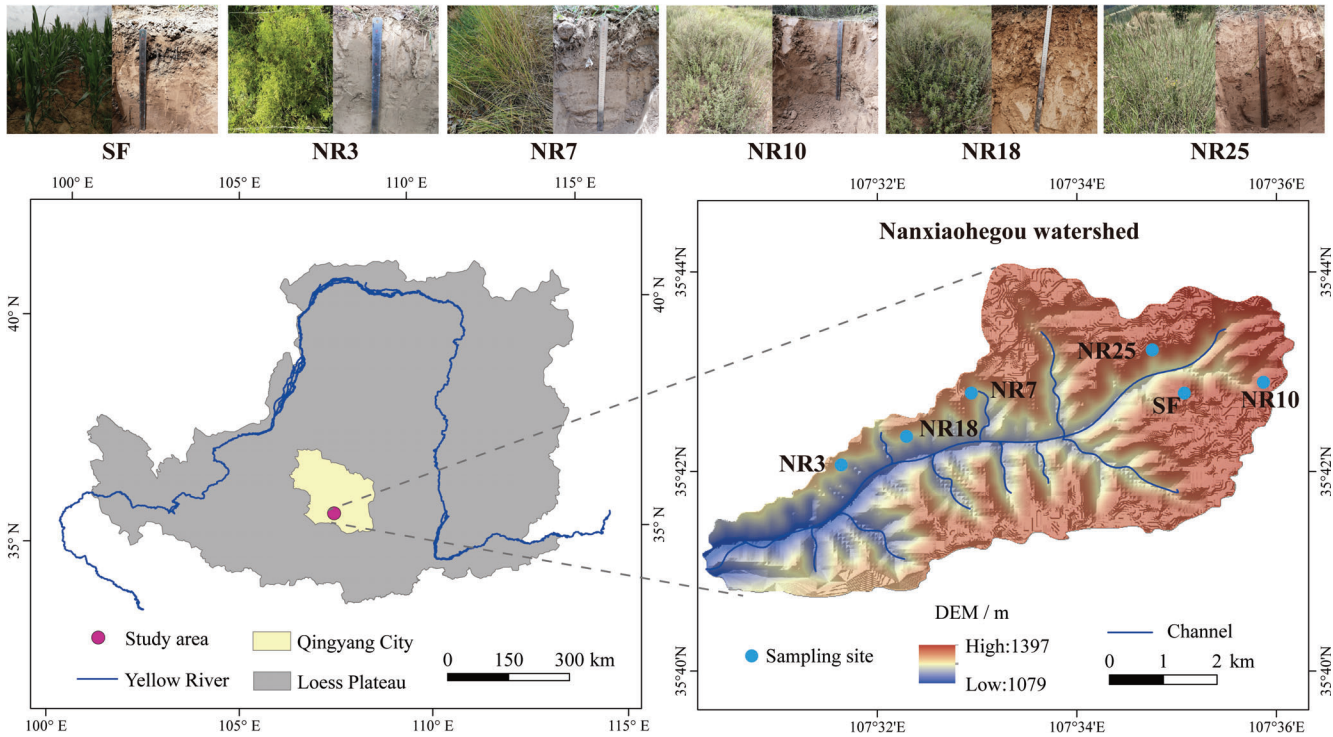 SF
NR3
NR7
NR10
NR18
NR25
100° E
105° E
110° E
115° E
40° N
35° N
40° N
35° N
Study area
Qingyang City
Yellow River
Loess Plateau
0 150 300 km
100° E
105° E
110° E
115° E
107°32'E
107°34'E
107°36'E
Nanxiaohegou watershed
35°44'N
35°42'N
35°40'N
35°44'N
35°42'N
35°40'N
NR25
NR7
SF
NR10
NR18
NR3
DEM / m
High:1397
Low:1079
Sampling site
Channel
0 1 2 km
107°32'E
107°34'E
107°36'E